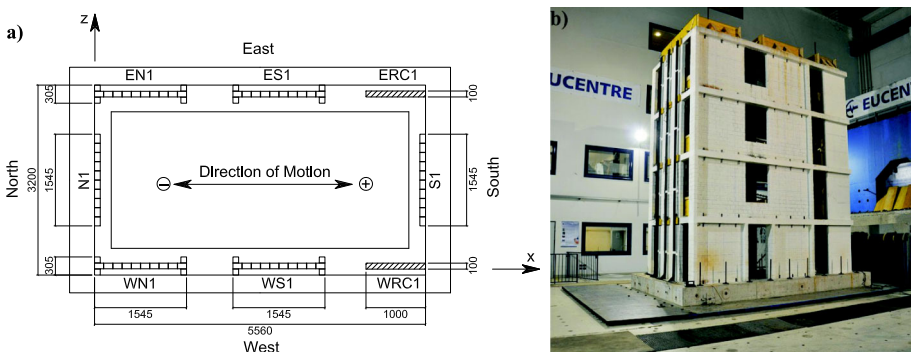 a)
z
East
EN1
ES1
ERC1
305
100
North
3200
1545
N1
Direction of Motion
−
+
S1
1545
South
305
100
x
WN1
WS1
WRC1
1545
1545
1000
5560
West
b)
EUCENTRE
EUCENTRE